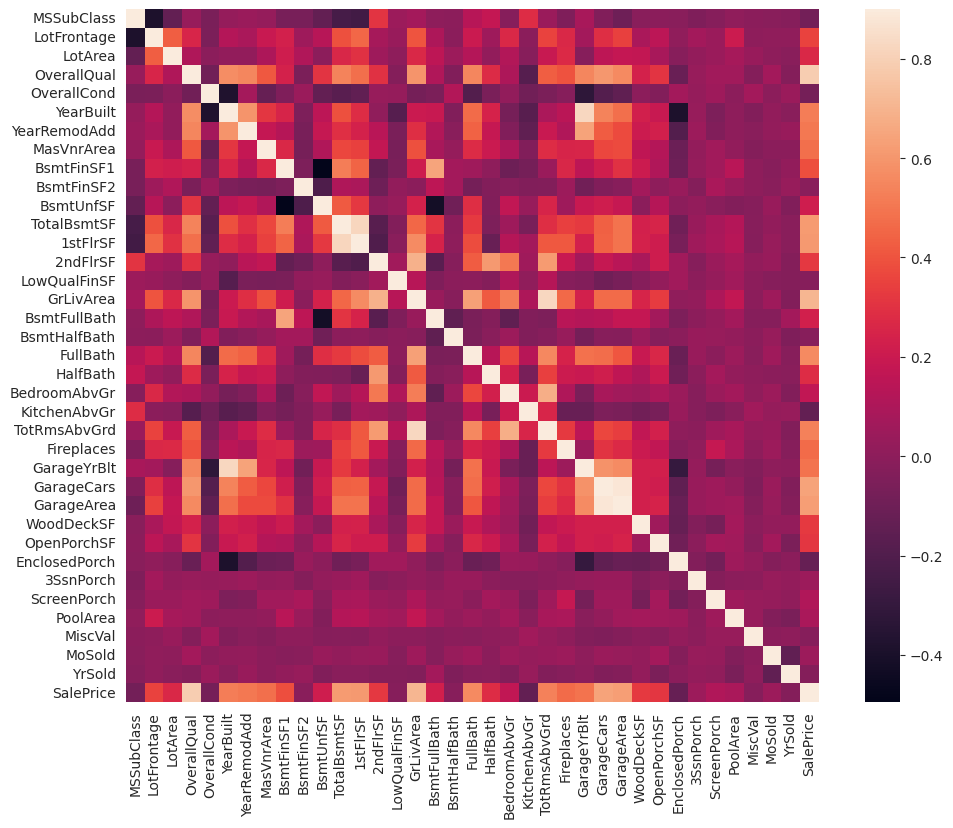 MSSubClass
LotFrontage
LotArea
OverallQual
OverallCond
YearBuilt
YearRemodAdd
MasVnrArea
BsmtFinSF1
BsmtFinSF2
BsmtUnfSF
TotalBsmtSF
1stFlrSF
2ndFlrSF
LowQualFinSF
GrLivArea
BsmtFullBath
BsmtHalfBath
FullBath
HalfBath
BedroomAbvGr
KitchenAbvGr
TotRmsAbvGrd
Fireplaces
GarageYrBlt
GarageCars
GarageArea
WoodDeckSF
OpenPorchSF
EnclosedPorch
3SsnPorch
ScreenPorch
PoolArea
MiscVal
MoSold
YrSold
SalePrice
MSSubClass
LotFrontage
LotArea
OverallQual
OverallCond
YearBuilt
YearRemodAdd
MasVnrArea
BsmtFinSF1
BsmtFinSF2
BsmtUnfSF
TotalBsmtSF
1stFlrSF
2ndFlrSF
LowQualFinSF
GrLivArea
BsmtFullBath
BsmtHalfBath
FullBath
HalfBath
BedroomAbvGr
KitchenAbvGr
TotRmsAbvGrd
Fireplaces
GarageYrBlt
GarageCars
GarageArea
WoodDeckSF
OpenPorchSF
EnclosedPorch
3SsnPorch
ScreenPorch
PoolArea
MiscVal
MoSold
YrSold
SalePrice
0.8
0.6
0.4
0.2
0.0
−0.2
−0.4